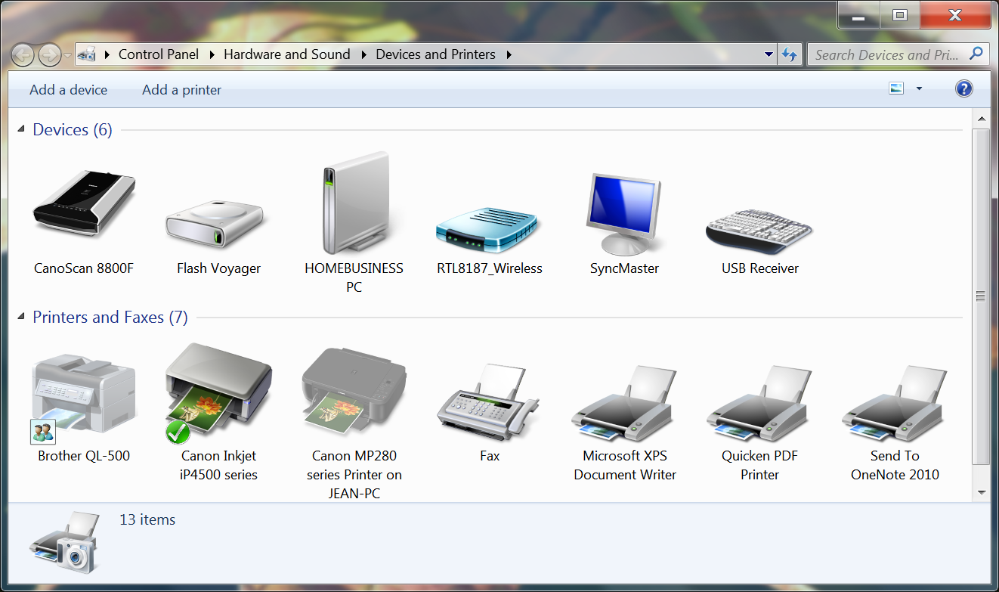 Control Panel Hardware and Sound Devices and Printers
Search Devices and Pri...
Add a device Add a printer
Devices (6)
CanoScan 8800F
Flash Voyager
HOMEBUSINESS
PC
RTL8187_Wireless
SyncMaster
USB Receiver
Printers and Faxes (7)
Brother QL-500
Canon Inkjet
iP4500 series
Canon MP280
series Printer on
JEAN-PC
Fax
Microsoft XPS
Document Writer
Quicken PDF
Printer
Send To
OneNote 2010
13 items